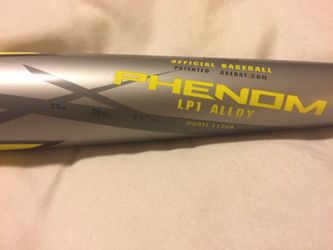 OFFICIAL BASEBALL
PATENTED AXEBAT.COM
PHENOM
LP1 ALLOY